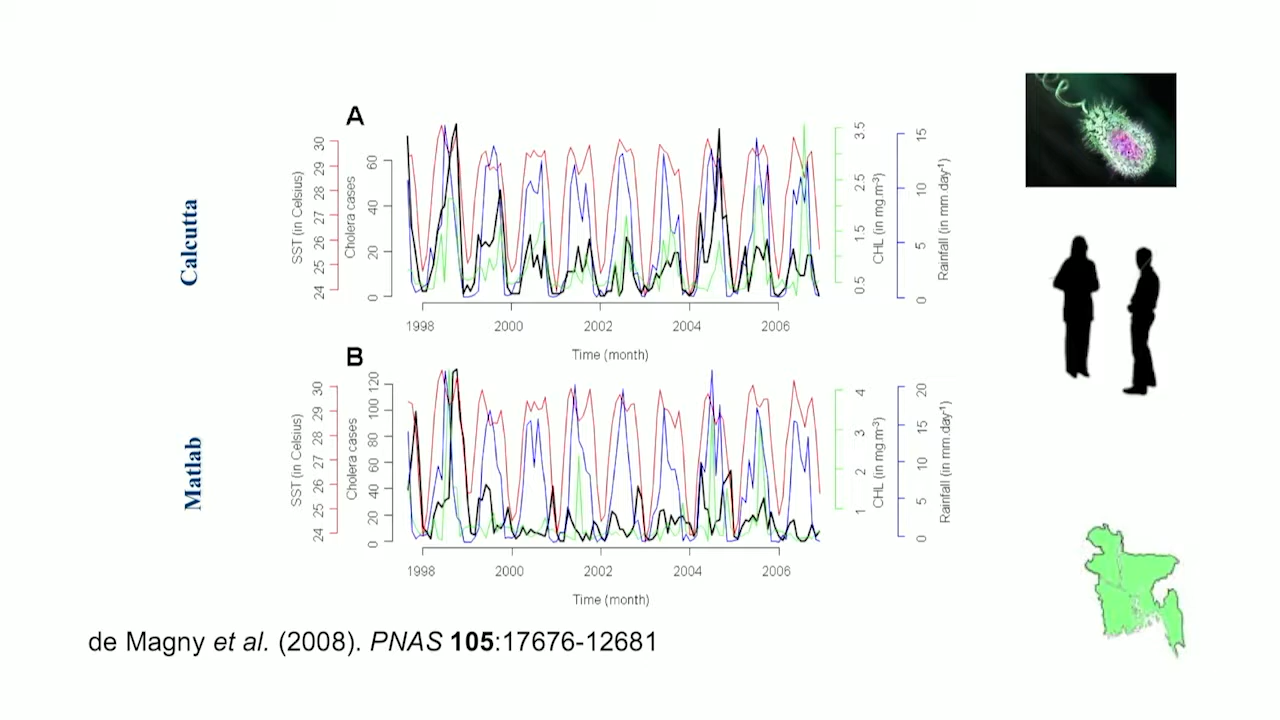 A
Calcutta
SST (in Celsius)
24 25 26 27 28 29 30
Cholera cases
0 20 40 60
0.5 1.5 2.5 3.5
CHL (in mg.m⁻³)
0 5 10 15
Rainfall (in mm.day⁻¹)
1998 2000 2002 2004 2006
Time (month)
B
Matlab
SST (in Celsius)
24 25 26 27 28 29 30
Cholera cases
0 20 40 60 80 100 120
1 2 3 4
CHL (in mg.m⁻³)
0 5 10 15 20
Rainfall (in mm.day⁻¹)
1998 2000 2002 2004 2006
Time (month)
de Magny et al. (2008). PNAS 105:17676-12681